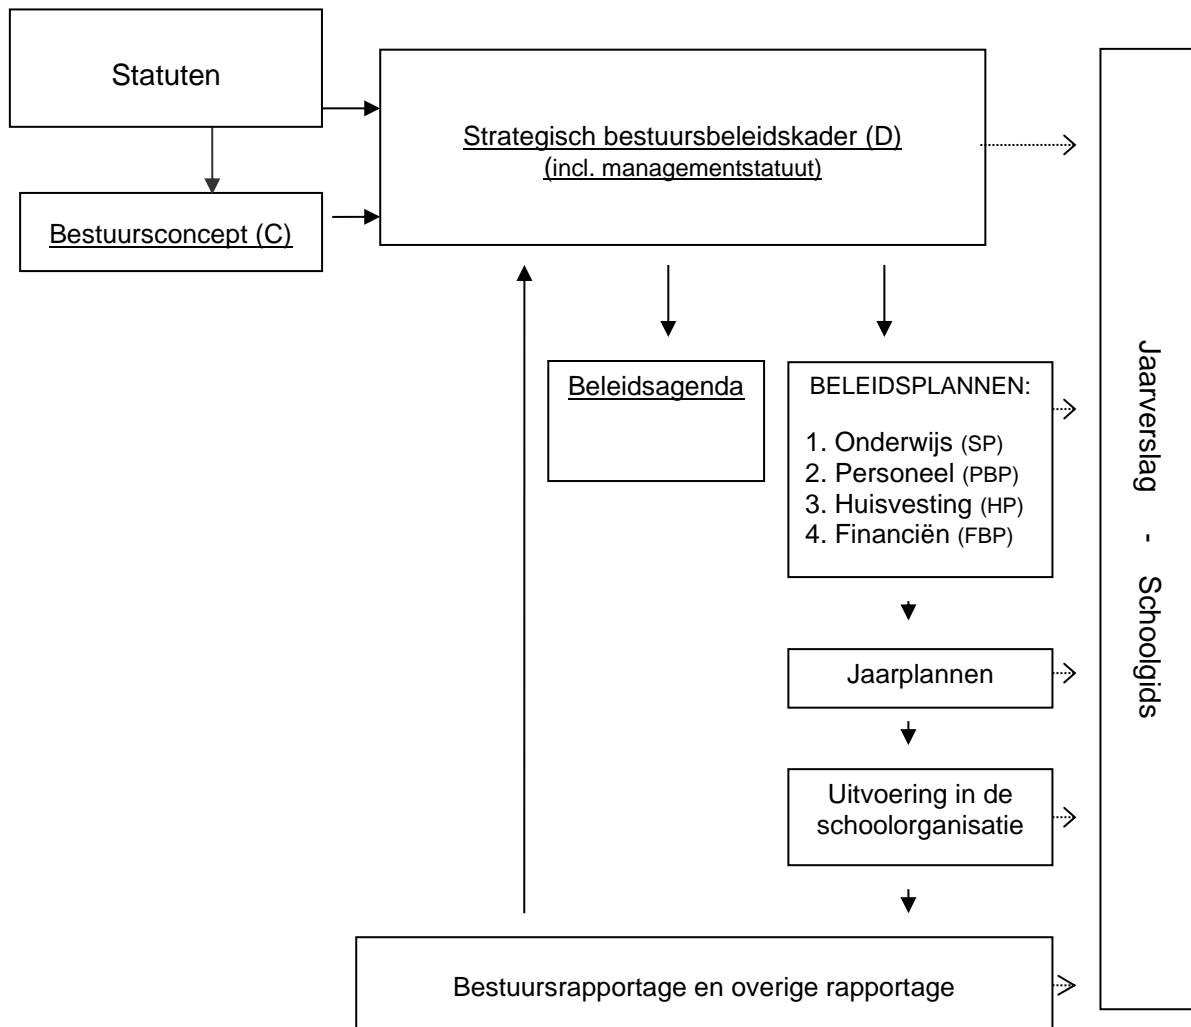 Statuten
Strategisch bestuursbeleidskader (D)
(incl. managementstatuut)
Bestuursconcept (C)
Beleidsagenda
BELEIDSPLANNEN:
1. Onderwijs (SP)
2. Personeel (PBP)
3. Huisvesting (HP)
4. Financiën (FBP)
Jaarplannen
Uitvoering in de
schoolorganisatie
Bestuursrapportage en overige rapportage
Jaarverslag - Schoolgids